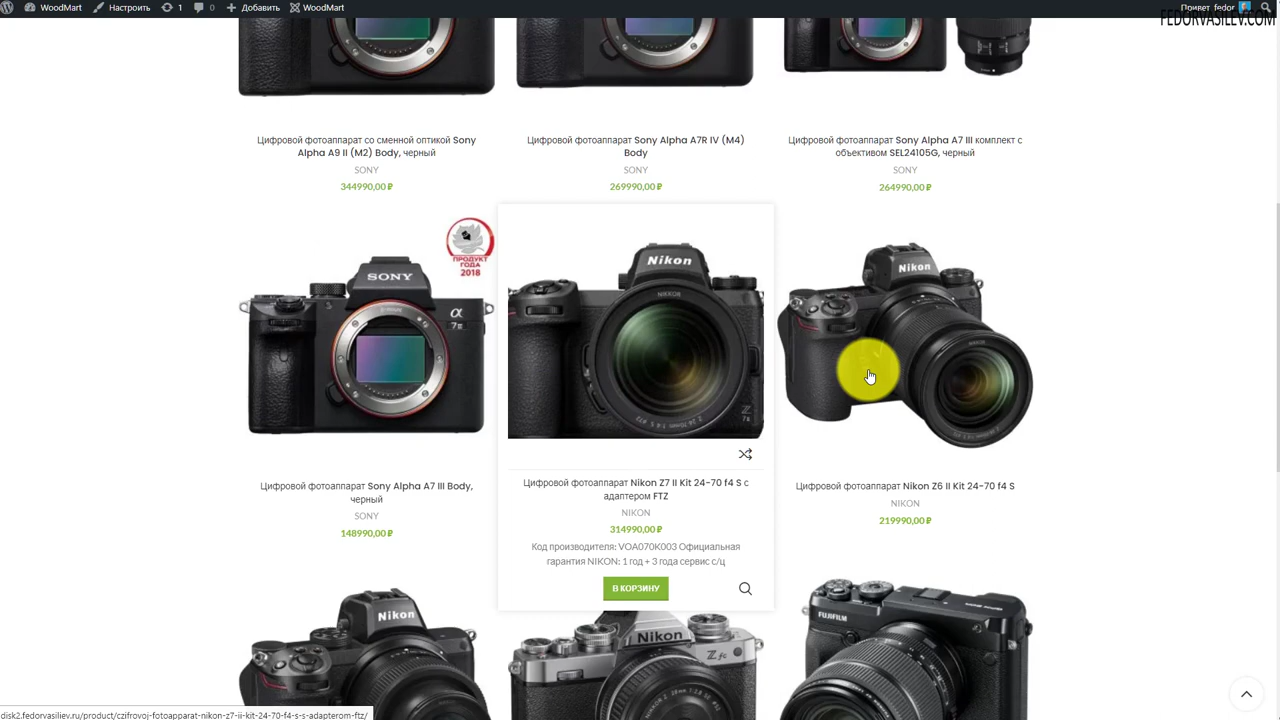 WoodMart Настроить 1 0 Добавить WoodMart Привет, fedor
FEDORVASILEV.COM
Цифровой фотоаппарат со сменной оптикой Sony
Alpha A9 II (M2) Body, черный
SONY
344990,00 ₽
Цифровой фотоаппарат Sony Alpha A7R IV (M4)
Body
SONY
269990,00 ₽
Цифровой фотоаппарат Sony Alpha A7 III комплект с
объективом SEL24105G, черный
SONY
264990,00 ₽
ПРОДУКТ
ГОДА
2018
SONY
α
7III
Цифровой фотоаппарат Sony Alpha A7 III Body,
черный
SONY
148990,00 ₽
Nikon
NIKKOR
Z
7II
Цифровой фотоаппарат Nikon Z7 II Kit 24-70 f4 S с
адаптером FTZ
NIKON
314990,00 ₽
Код производителя: VOA070K003 Официальная
гарантия NIKON: 1 год + 3 года сервис с/ц
В КОРЗИНУ
Nikon
Цифровой фотоаппарат Nikon Z6 II Kit 24-70 f4 S
NIKON
219990,00 ₽
Nikon
Nikon
Z fc
FUJIFILM
disk2.fedorvasiliev.ru/product/czifrovoj-fotoapparat-nikon-z7-ii-kit-24-70-f4-s-s-adapterom-ftz/